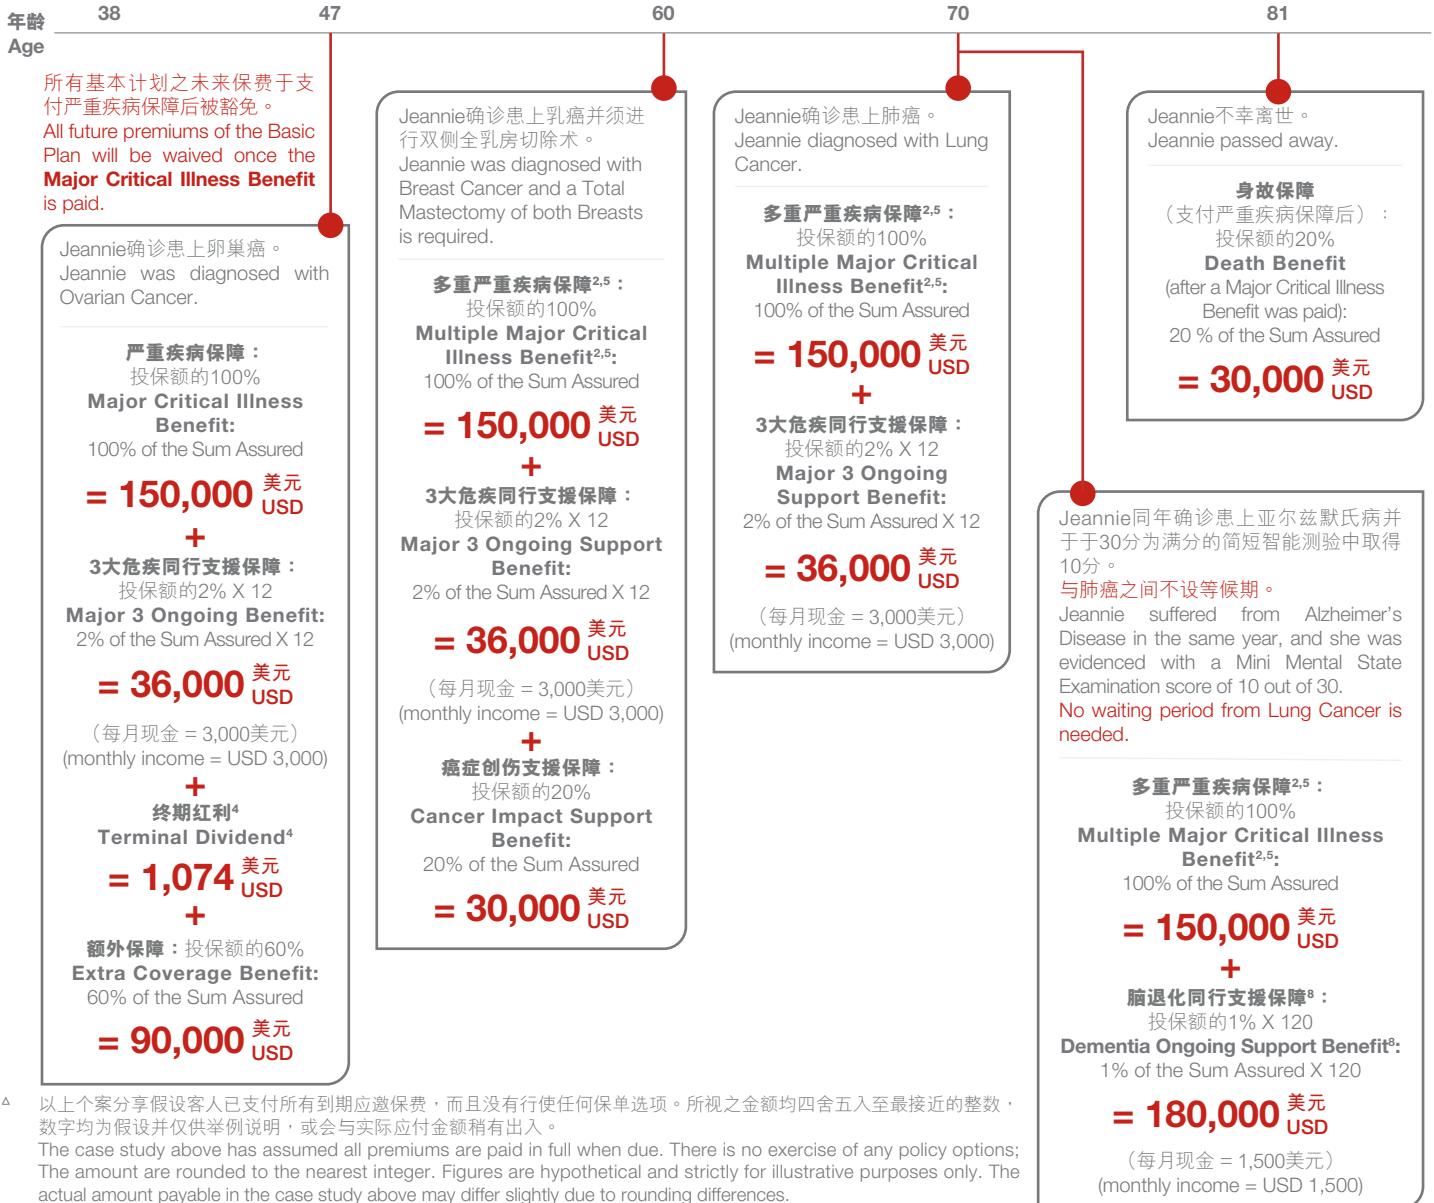 年龄
Age
38
47
60
70
81
所有基本计划之未来保费于支
付严重疾病保障后被豁免。
All future premiums of the Basic
Plan will be waived once the
Major Critical Illness Benefit
is paid.
Jeannie确诊患上卵巢癌。
Jeannie was diagnosed with
Ovarian Cancer.
严重疾病保障：
投保额的100%
Major Critical Illness
Benefit:
100% of the Sum Assured
= 150,000 美元 USD
+
3大危疾同行支援保障：
投保额的2% X 12
Major 3 Ongoing Benefit:
2% of the Sum Assured X 12
= 36,000 美元 USD
（每月现金 = 3,000美元）
(monthly income = USD 3,000)
+
终期红利4
Terminal Dividend4
= 1,074 美元 USD
+
额外保障：投保额的60%
Extra Coverage Benefit:
60% of the Sum Assured
= 90,000 美元 USD
Jeannie确诊患上乳癌并须进
行双侧全乳房切除术。
Jeannie was diagnosed with
Breast Cancer and a Total
Mastectomy of both Breasts
is required.
多重严重疾病保障2,5：
投保额的100%
Multiple Major Critical
Illness Benefit2,5:
100% of the Sum Assured
= 150,000 美元 USD
+
3大危疾同行支援保障：
投保额的2% X 12
Major 3 Ongoing Support
Benefit:
2% of the Sum Assured X 12
= 36,000 美元 USD
（每月现金 = 3,000美元）
(monthly income = USD 3,000)
+
癌症创伤支援保障：
投保额的20%
Cancer Impact Support
Benefit:
20% of the Sum Assured
= 30,000 美元 USD
Jeannie确诊患上肺癌。
Jeannie diagnosed with Lung
Cancer.
多重严重疾病保障2,5：
投保额的100%
Multiple Major Critical
Illness Benefit2,5:
100% of the Sum Assured
= 150,000 美元 USD
+
3大危疾同行支援保障：
投保额的2% X 12
Major 3 Ongoing
Support Benefit:
2% of the Sum Assured X 12
= 36,000 美元 USD
（每月现金 = 3,000美元）
(monthly income = USD 3,000)
Jeannie不幸离世。
Jeannie passed away.
身故保障
（支付严重疾病保障后）：
投保额的20%
Death Benefit
(after a Major Critical Illness
Benefit was paid):
20 % of the Sum Assured
= 30,000 美元 USD
Jeannie同年确诊患上亚尔兹默氏病并
于于30分为满分的简短智能测验中取得
10分。
与肺癌之间不设等候期。
Jeannie suffered from Alzheimer's
Disease in the same year, and she was
evidenced with a Mini Mental State
Examination score of 10 out of 30.
No waiting period from Lung Cancer is
needed.
多重严重疾病保障2,5：
投保额的100%
Multiple Major Critical Illness
Benefit2,5:
100% of the Sum Assured
= 150,000 美元 USD
+
脑退化同行支援保障8：
投保额的1% X 120
Dementia Ongoing Support Benefit8:
1% of the Sum Assured X 120
= 180,000 美元 USD
（每月现金 = 1,500美元）
(monthly income = USD 1,500)
△ 以上个案分享假设客人已支付所有到期应邀保费，而且没有行使任何保单选项。所视之金额均四舍五入至最接近的整数，
数字均为假设并仅供举例说明，或会与实际应付金额稍有出入。
The case study above has assumed all premiums are paid in full when due. There is no exercise of any policy options;
The amount are rounded to the nearest integer. Figures are hypothetical and strictly for illustrative purposes only. The
actual amount payable in the case study above may differ slightly due to rounding differences.